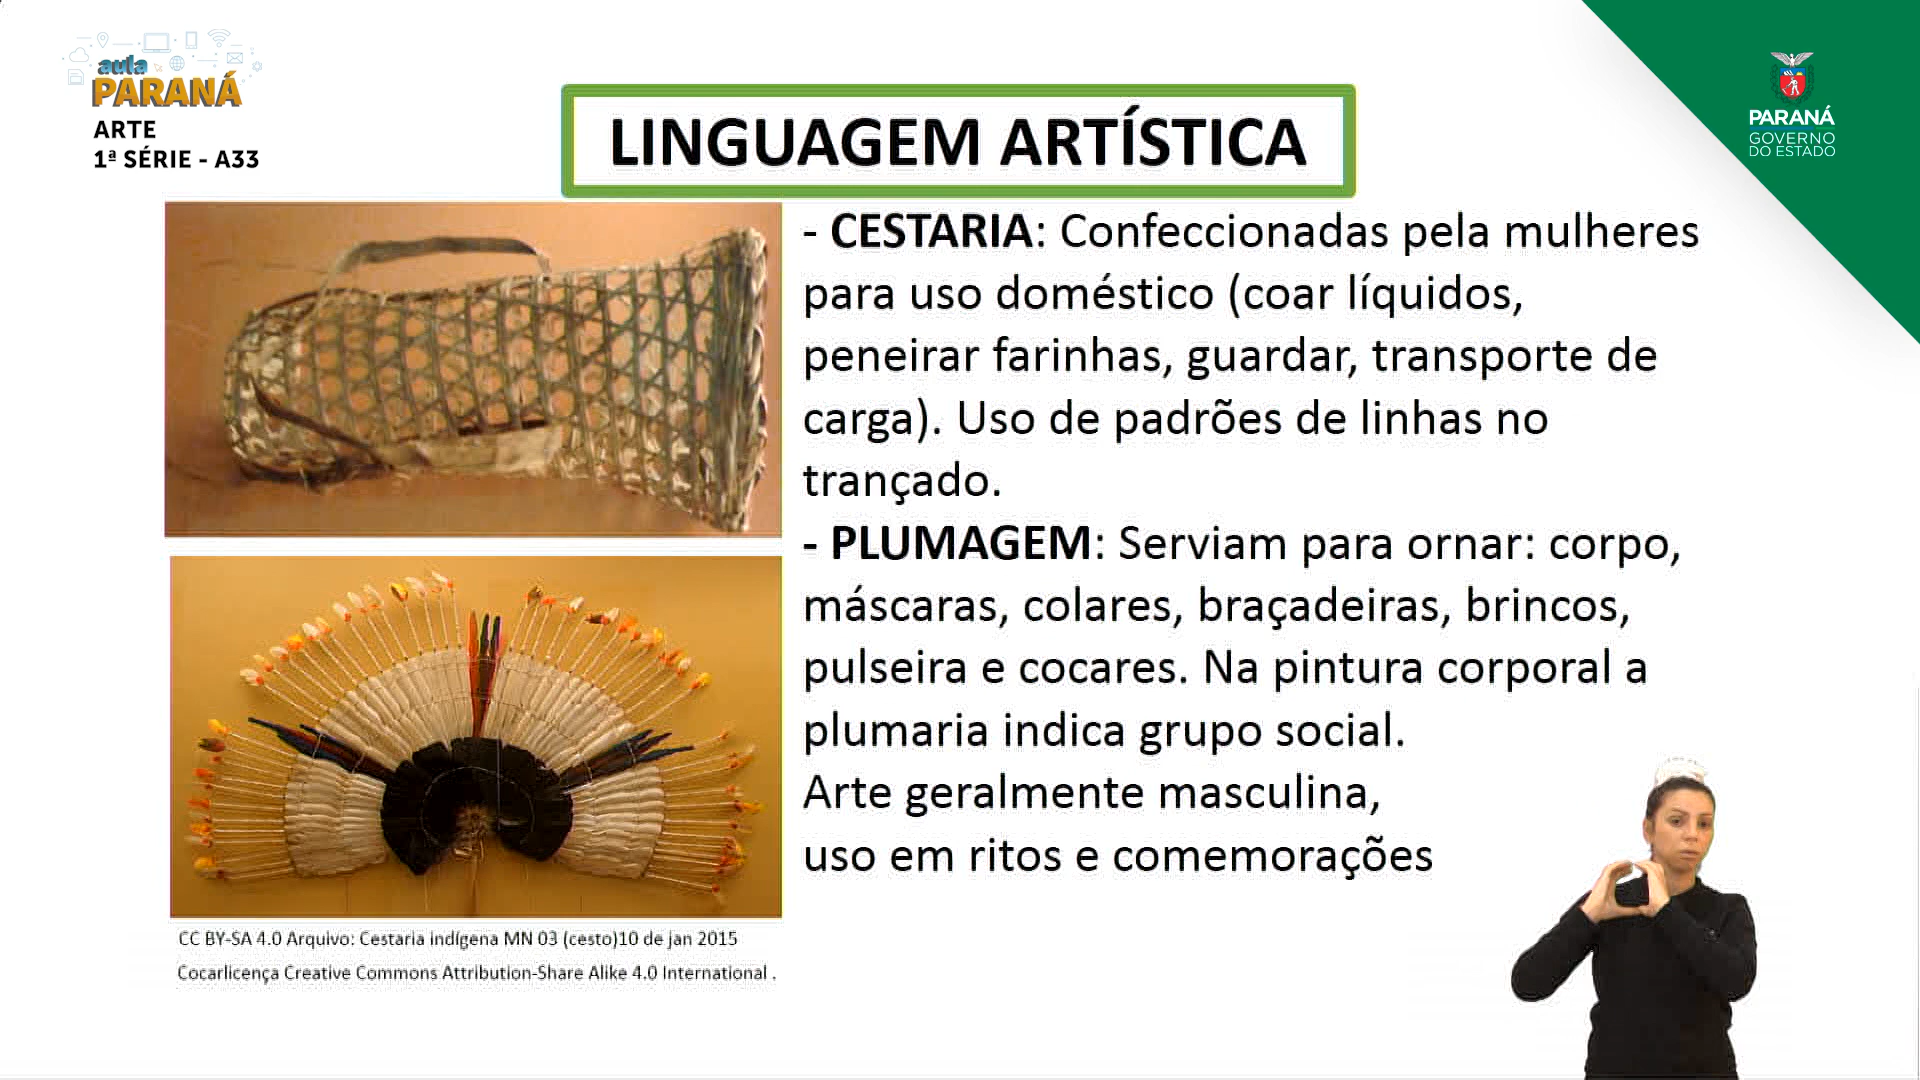 aula
PARANÁ
ARTE
1ª SÉRIE - A33
LINGUAGEM ARTÍSTICA
PARANÁ
GOVERNO
DO ESTADO
- CESTARIA: Confeccionadas pela mulheres
para uso doméstico (coar líquidos,
peneirar farinhas, guardar, transporte de
carga). Uso de padrões de linhas no
trançado.
- PLUMAGEM: Serviam para ornar: corpo,
máscaras, colares, braçadeiras, brincos,
pulseira e cocares. Na pintura corporal a
plumaria indica grupo social.
Arte geralmente masculina,
uso em ritos e comemorações
CC BY-SA 4.0 Arquivo: Cestaria indígena MN 03 (cesto)10 de jan 2015
Cocarlicença Creative Commons Attribution-Share Alike 4.0 International .